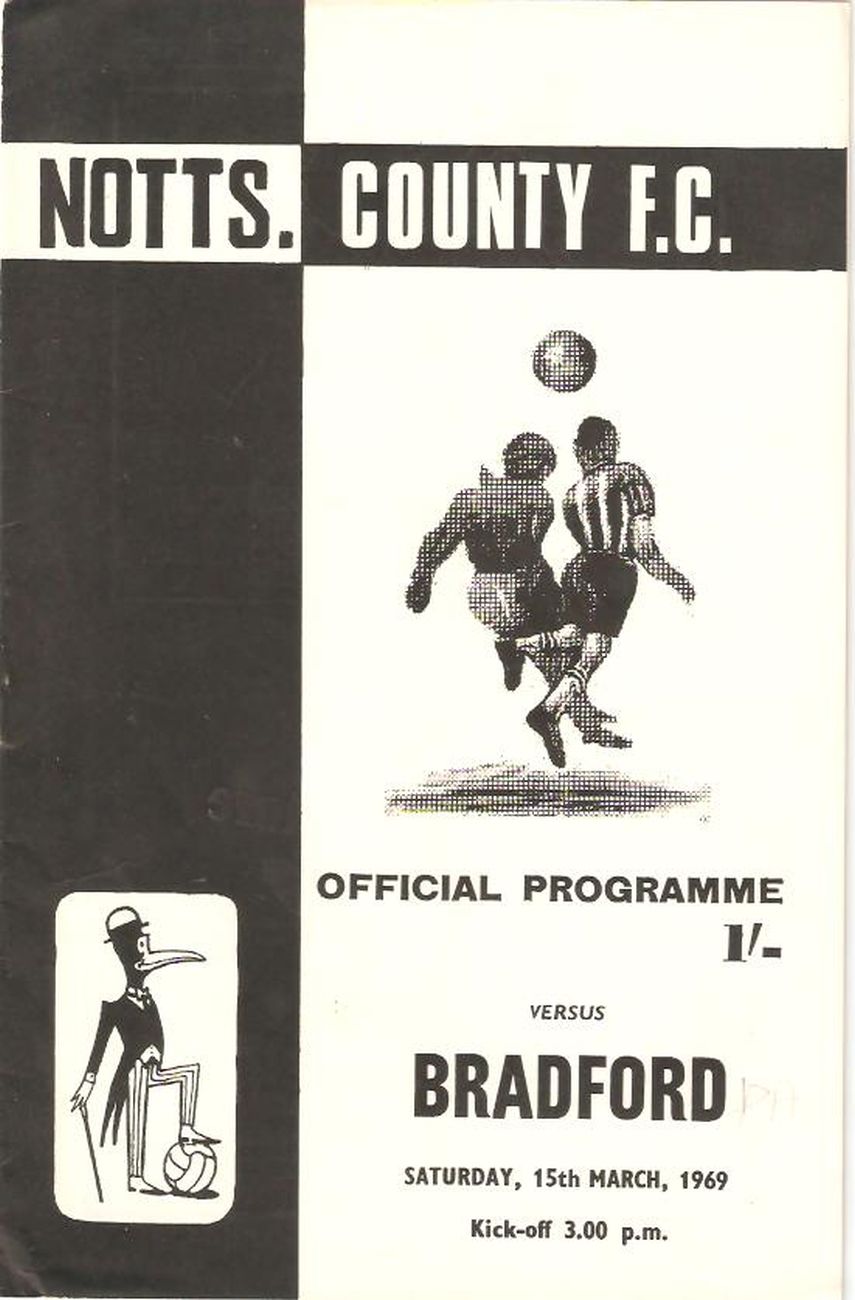 NOTTS. COUNTY F.C.
OFFICIAL PROGRAMME
1/-
VERSUS
BRADFORD
SATURDAY, 15th MARCH, 1969
Kick-off 3.00 p.m.